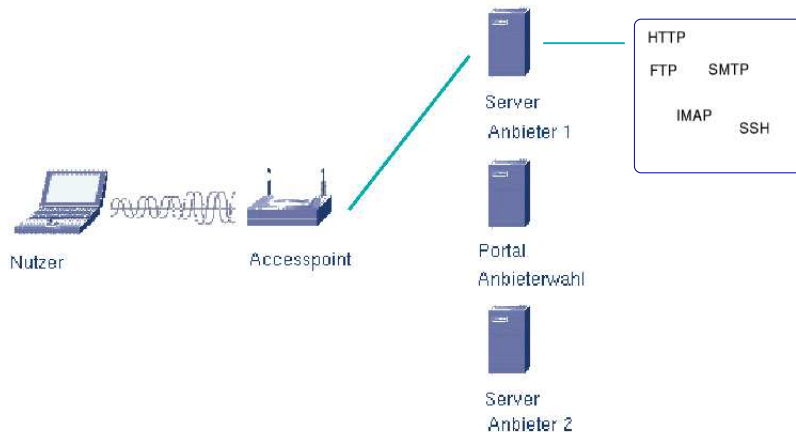 HTTP
FTP SMTP
IMAP
SSH
Server
Anbieter 1
Nutzer
Accesspoint
Portal
Anbieterwahl
Server
Anbieter 2